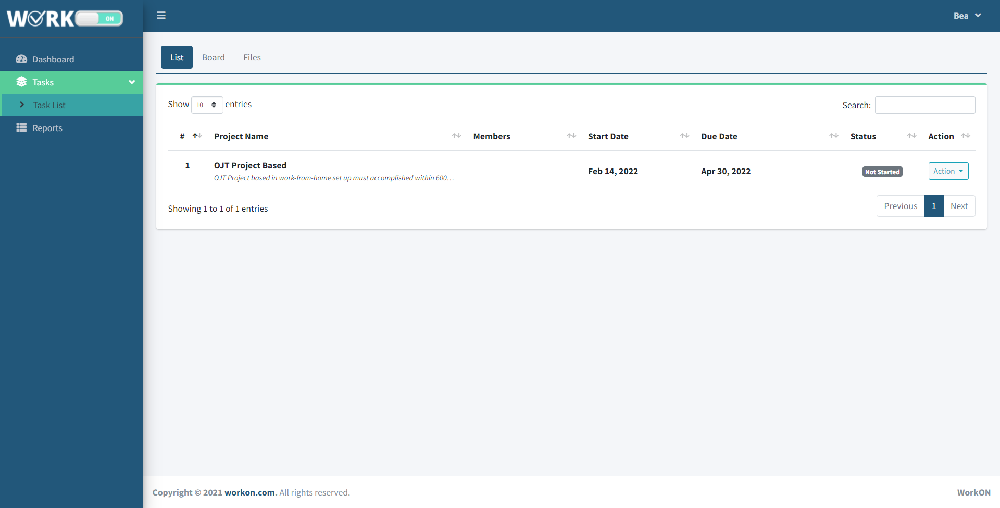 WORK ON
Bea
Dashboard
Tasks
Task List
Reports
List Board Files
Show 10 entries
Search:
# Project Name Members Start Date Due Date Status Action
1 OJT Project Based Feb 14, 2022 Apr 30, 2022 Not Started Action
OJT Project based in work-from-home set up must accomplished within 600...
Showing 1 to 1 of 1 entries
Previous 1 Next
Copyright © 2021 workon.com. All rights reserved.
WorkON